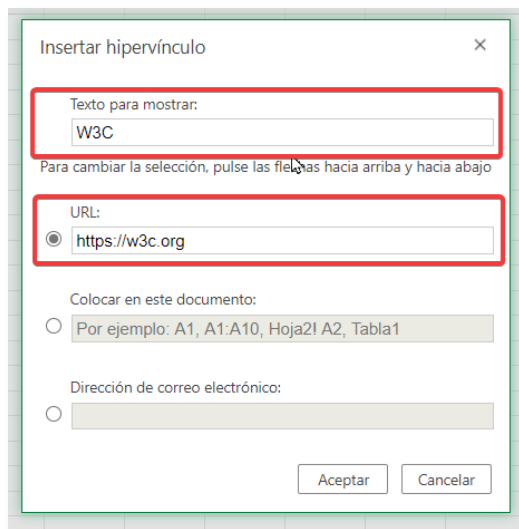 Insertar hipervínculo
Texto para mostrar:
W3C
Para cambiar la selección, pulse las flechas hacia arriba y hacia abajo
URL:
https://w3c.org
Colocar en este documento:
Por ejemplo: A1, A1:A10, Hoja2! A2, Tabla1
Dirección de correo electrónico:
Aceptar Cancelar